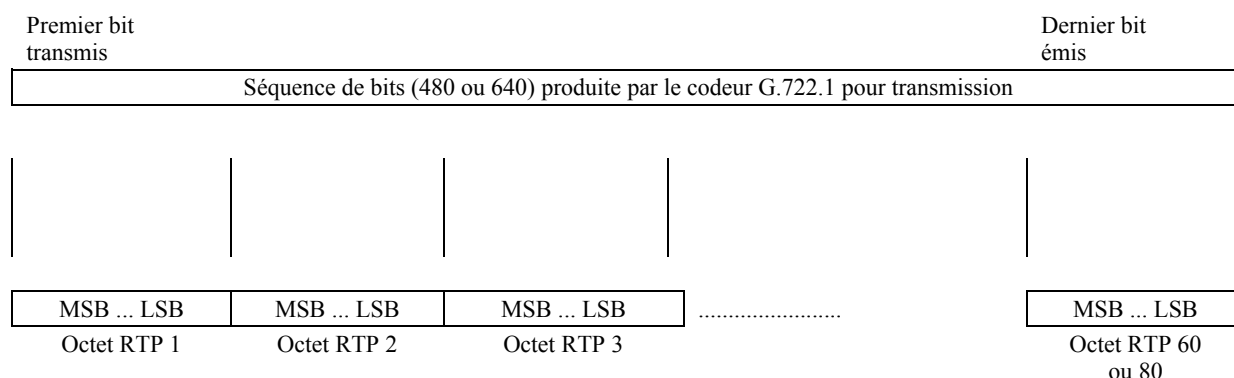 Premier bit
transmis
Dernier bit
émis
Séquence de bits (480 ou 640) produite par le codeur G.722.1 pour transmission
MSB ... LSB
MSB ... LSB
MSB ... LSB
........................
MSB ... LSB
Octet RTP 1
Octet RTP 2
Octet RTP 3
Octet RTP 60
ou 80